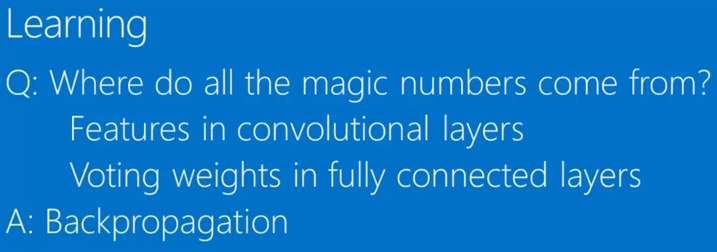 Learning
Q: Where do all the magic numbers come from?
Features in convolutional layers
Voting weights in fully connected layers
A: Backpropagation